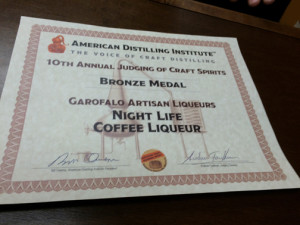 AMERICAN DISTILLING INSTITUTE
THE VOICE OF CRAFT DISTILLING
10TH ANNUAL JUDGING OF CRAFT SPIRITS
BRONZE MEDAL
GAROFALO ARTISAN LIQUEURS
NIGHT LIFE
COFFEE LIQUEUR